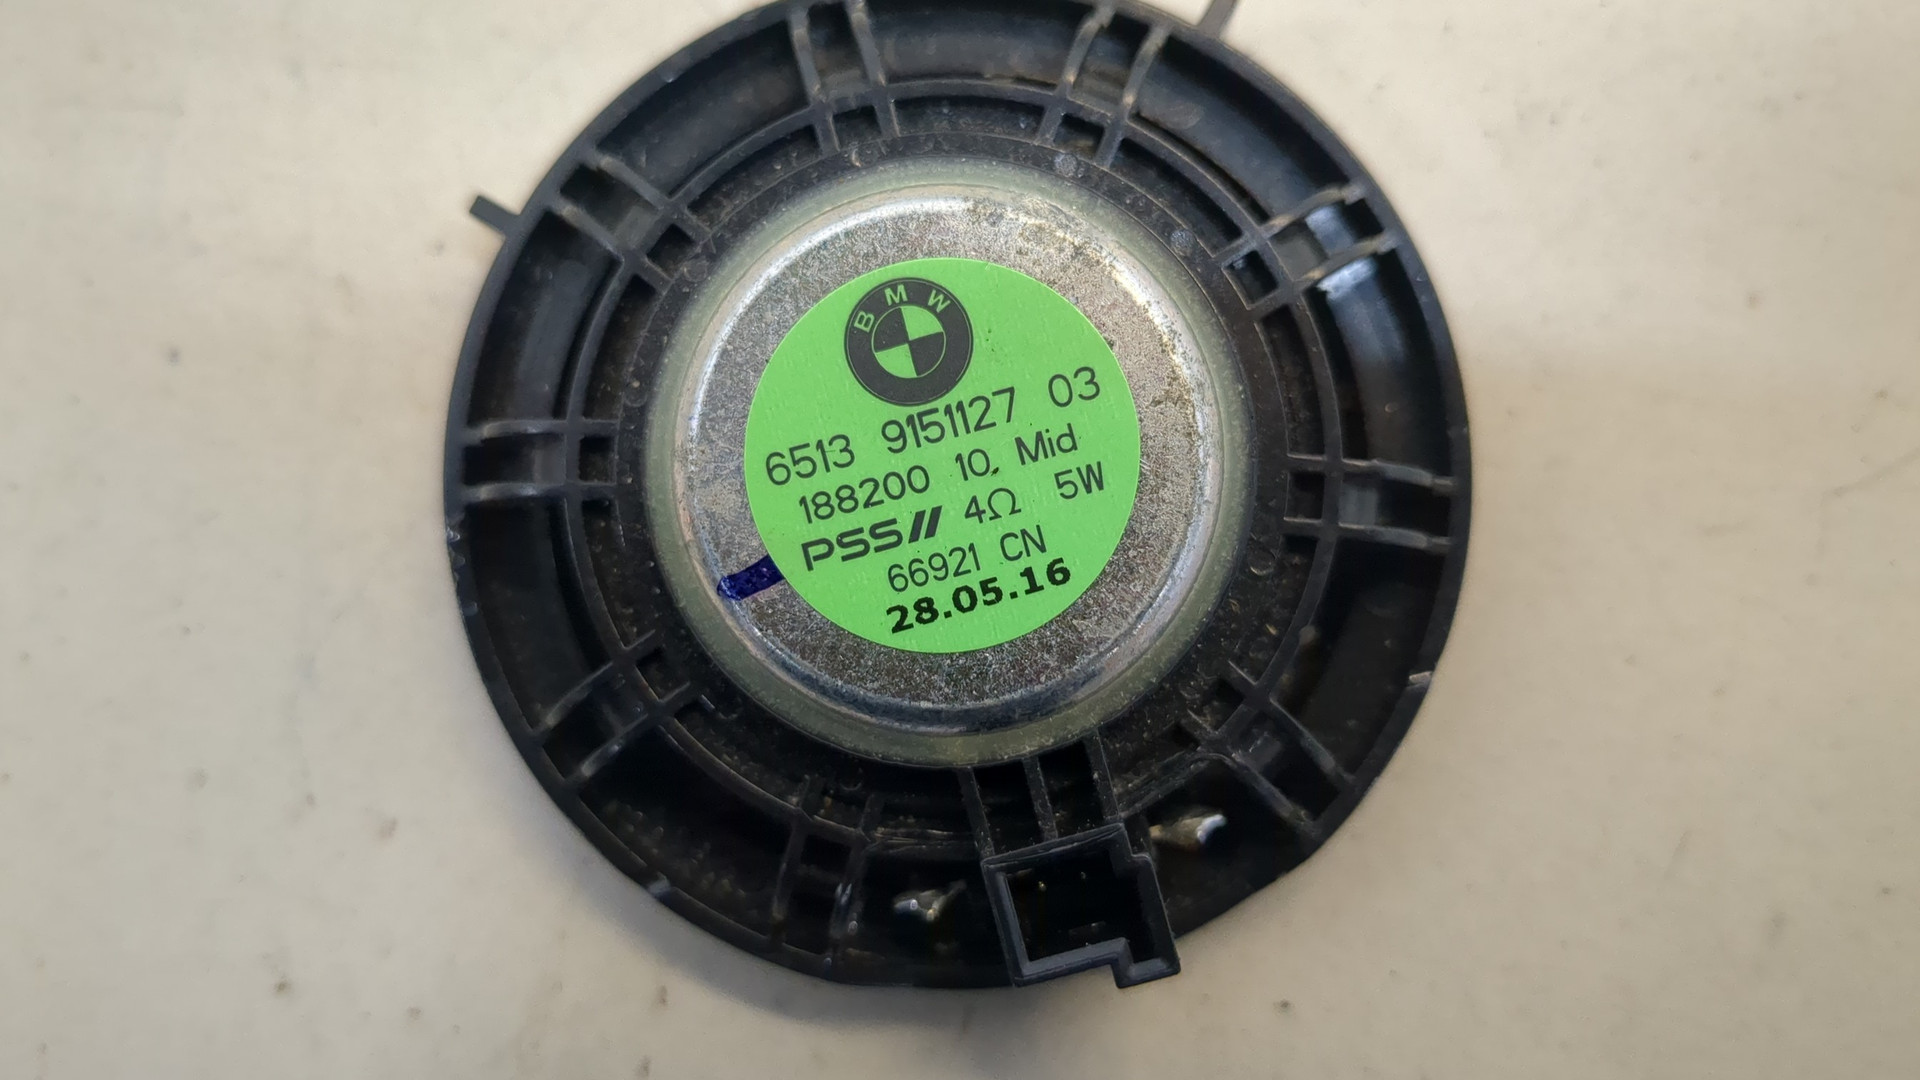 BMW
6513 9151127 03
188200 10. Mid
PSS// 4Ω 5W
66921 CN
28.05.16